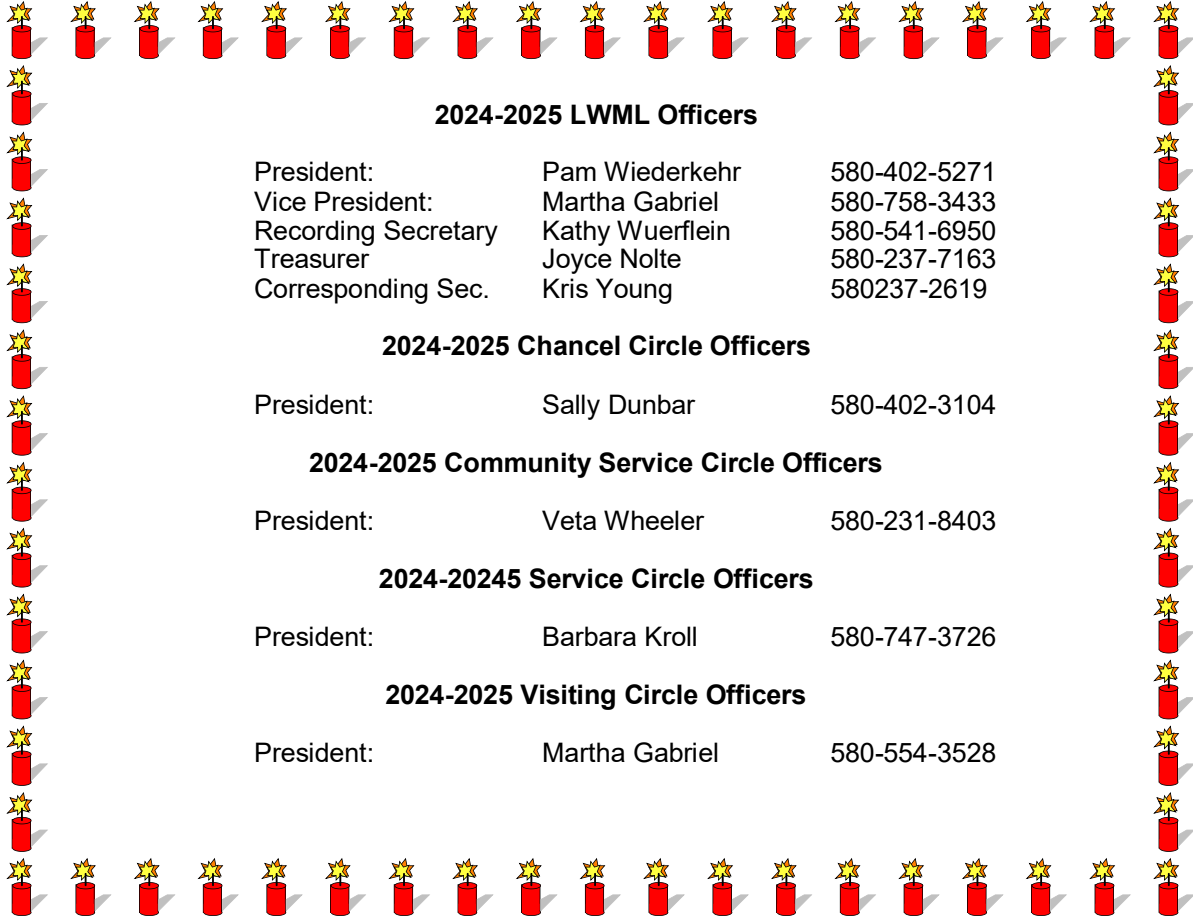 2024-2025 LWML Officers
President: Pam Wiederkehr 580-402-5271
Vice President: Martha Gabriel 580-758-3433
Recording Secretary Kathy Wuerflein 580-541-6950
Treasurer Joyce Nolte 580-237-7163
Corresponding Sec. Kris Young 580237-2619
2024-2025 Chancel Circle Officers
President: Sally Dunbar 580-402-3104
2024-2025 Community Service Circle Officers
President: Veta Wheeler 580-231-8403
2024-20245 Service Circle Officers
President: Barbara Kroll 580-747-3726
2024-2025 Visiting Circle Officers
President: Martha Gabriel 580-554-3528